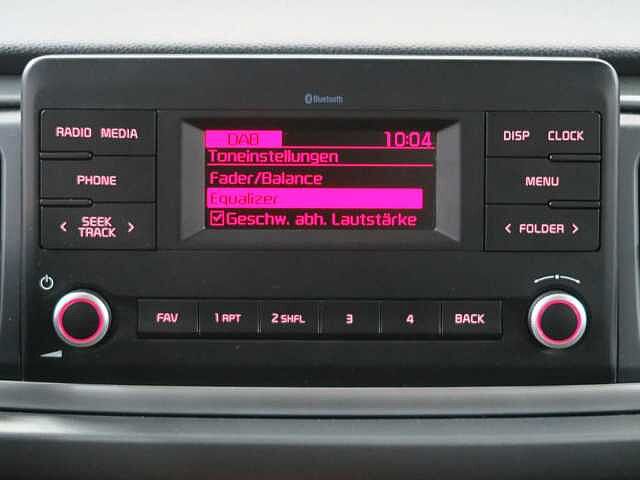 Bluetooth
RADIO MEDIA
DAB 10:04
DISP CLOCK
Toneinstellungen
PHONE
Fader/Balance
MENU
Equalizer
Geschw. abh. Lautstärke
< SEEK TRACK >
< FOLDER >
FAV 1 RPT 2 SHFL 3 4 BACK